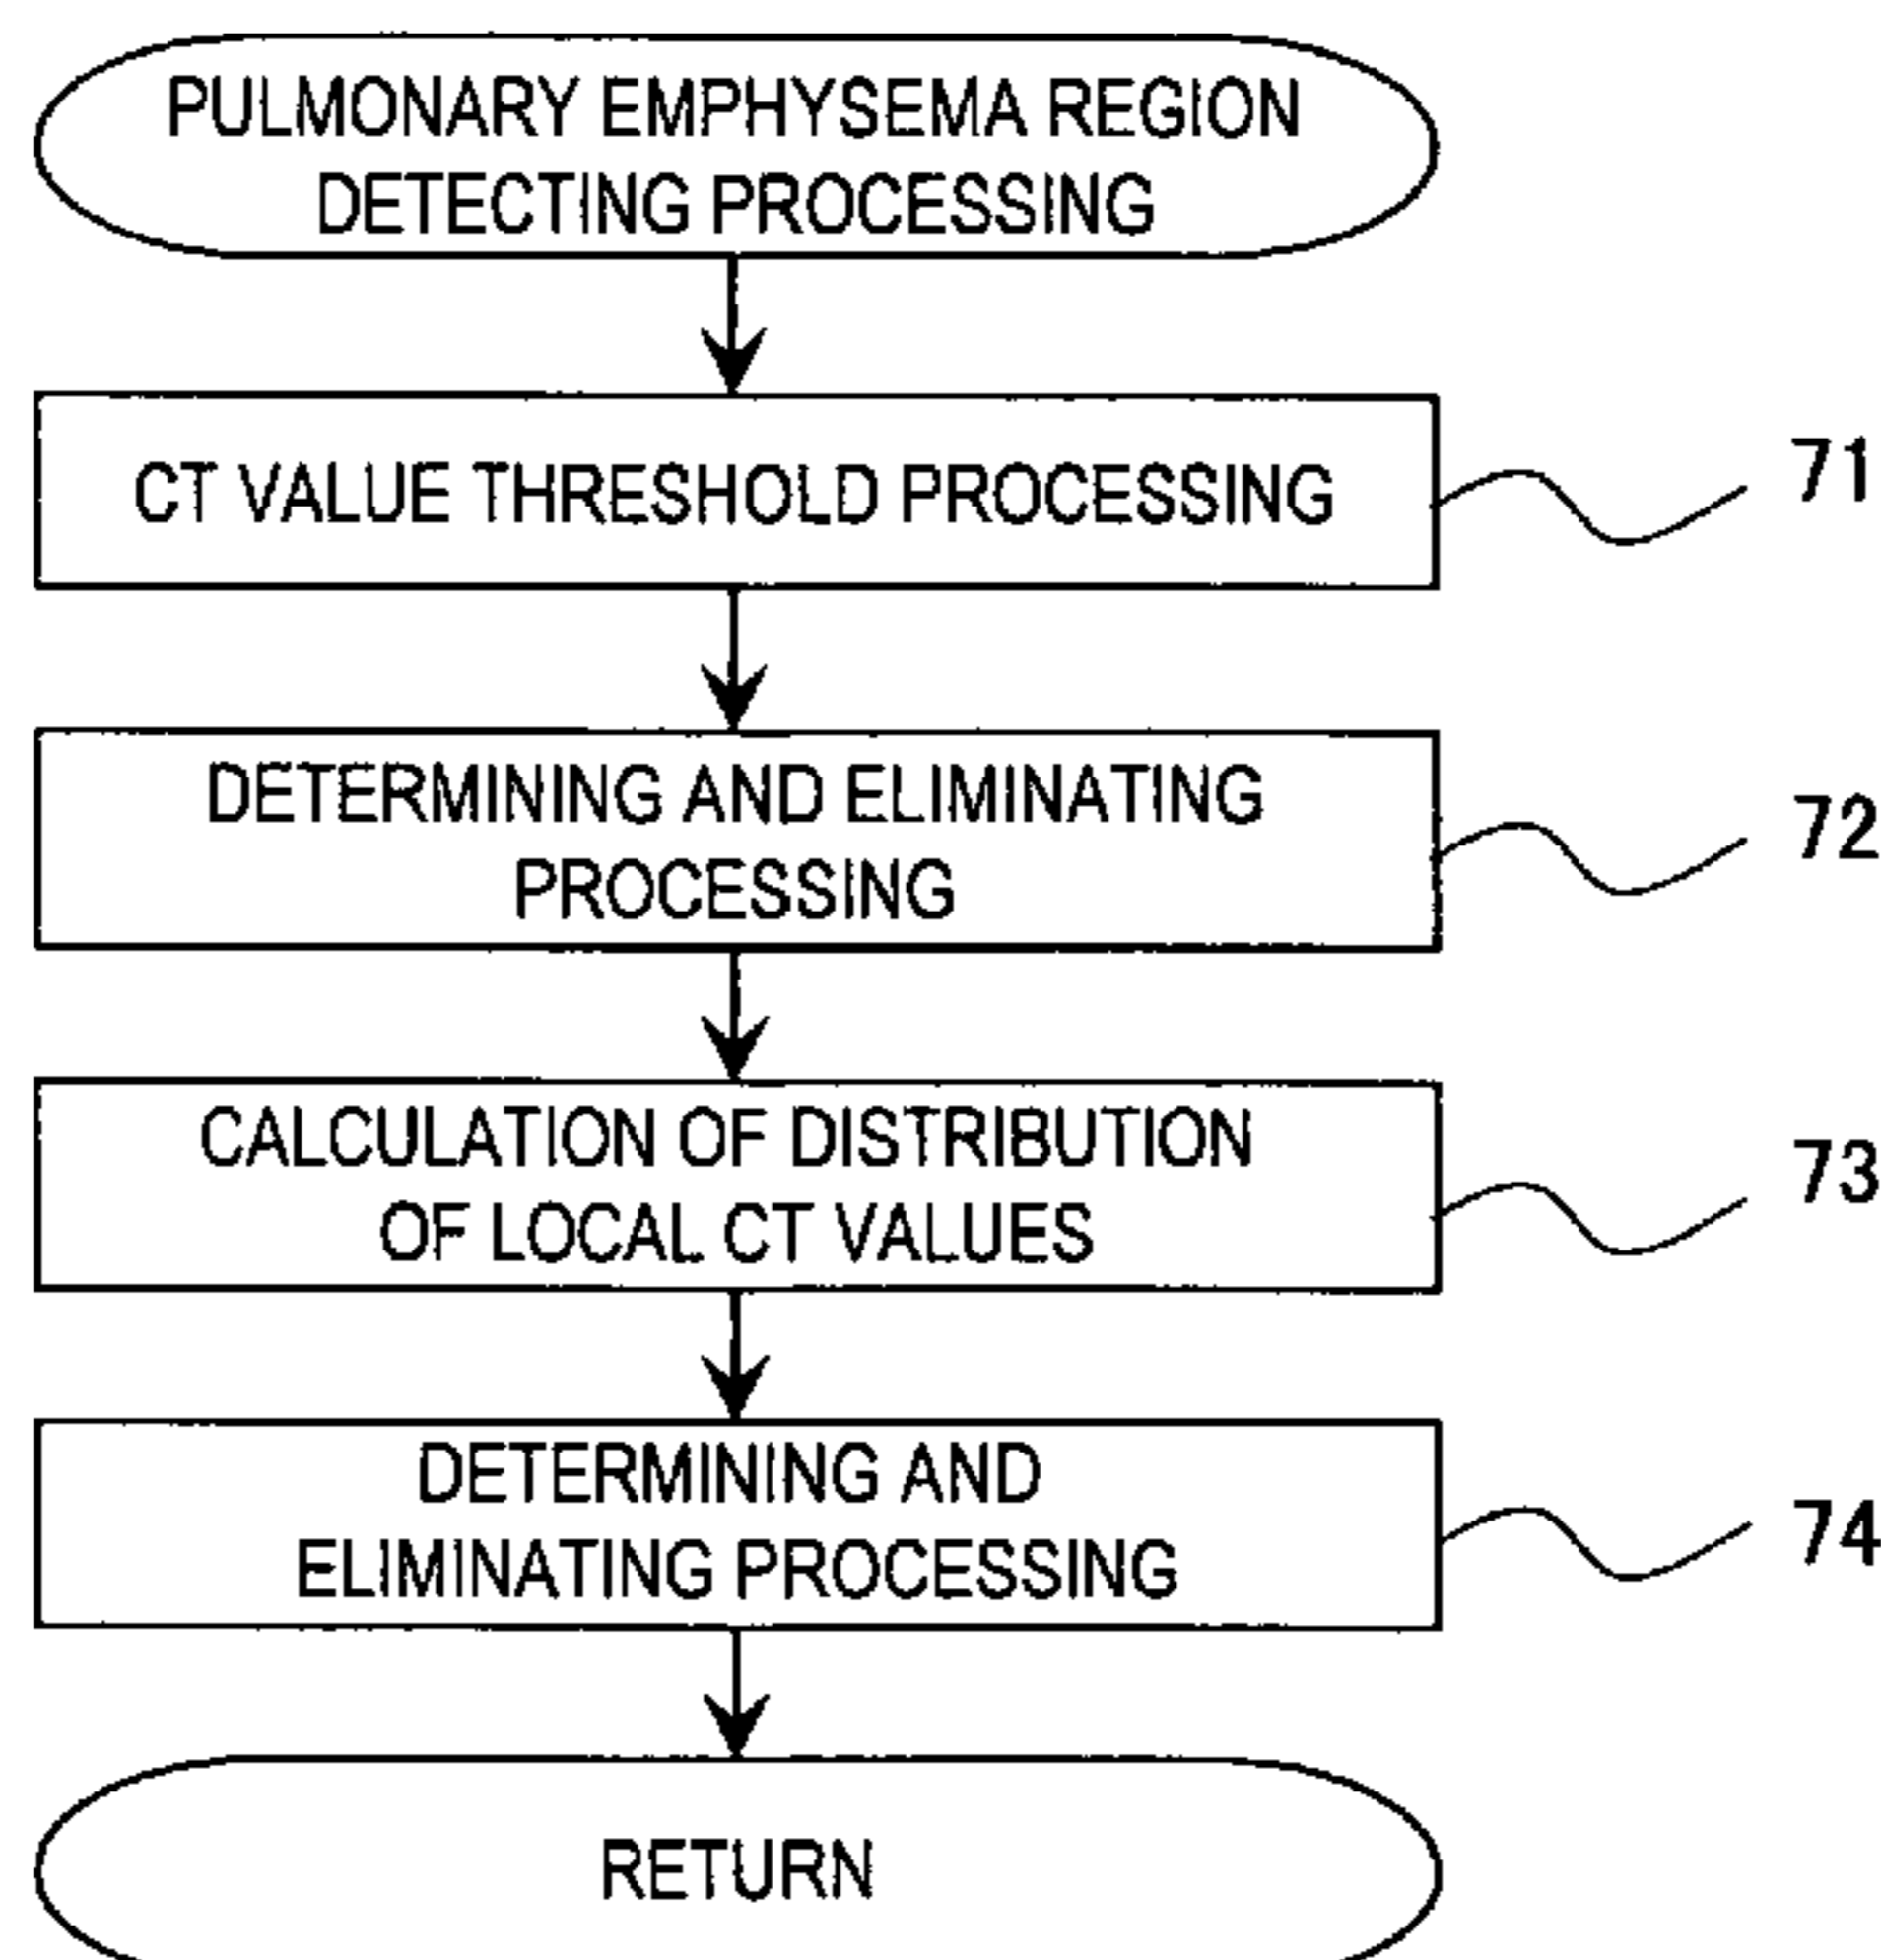 PULMONARY EMPHYSEMA REGION
DETECTING PROCESSING
CT VALUE THRESHOLD PROCESSING
71
DETERMINING AND ELIMINATING
PROCESSING
72
CALCULATION OF DISTRIBUTION
OF LOCAL CT VALUES
73
DETERMINING AND
ELIMINATING PROCESSING
74
RETURN